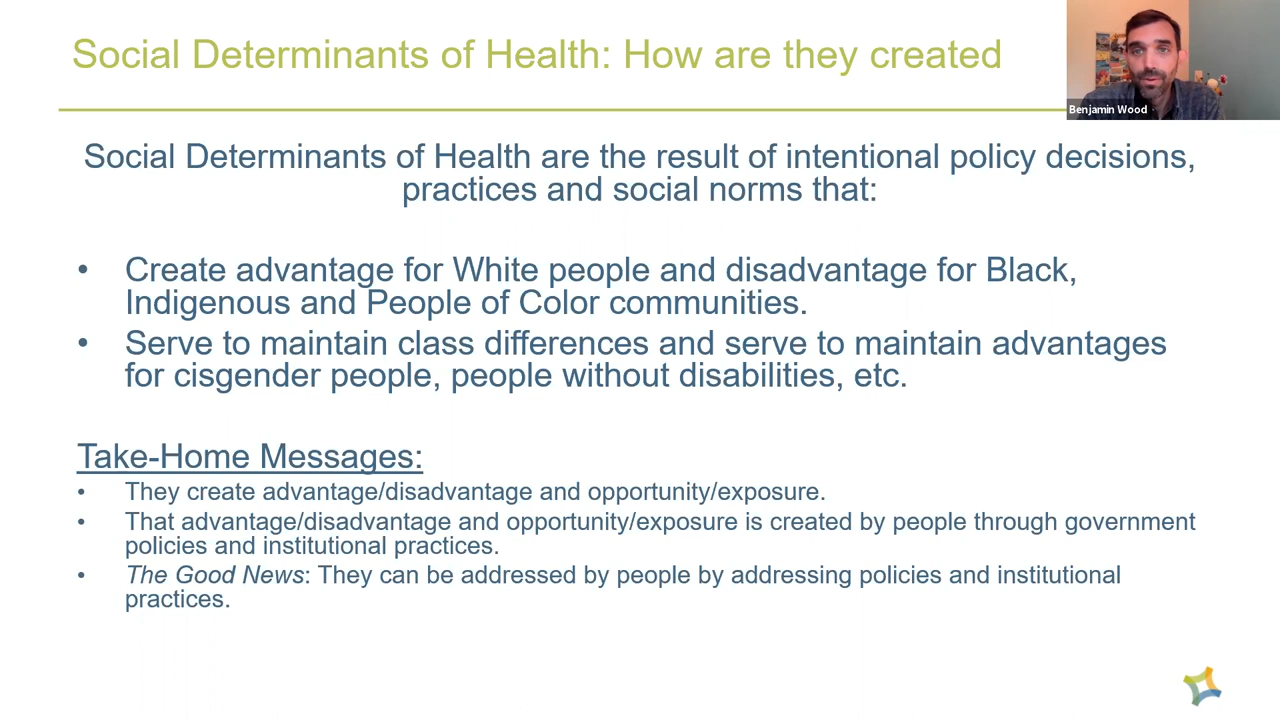 Social Determinants of Health: How are they created
Benjamin Wood
Social Determinants of Health are the result of intentional policy decisions,
practices and social norms that:
• Create advantage for White people and disadvantage for Black,
Indigenous and People of Color communities.
• Serve to maintain class differences and serve to maintain advantages
for cisgender people, people without disabilities, etc.
Take-Home Messages:
• They create advantage/disadvantage and opportunity/exposure.
• That advantage/disadvantage and opportunity/exposure is created by people through government
policies and institutional practices.
• The Good News: They can be addressed by people by addressing policies and institutional
practices.